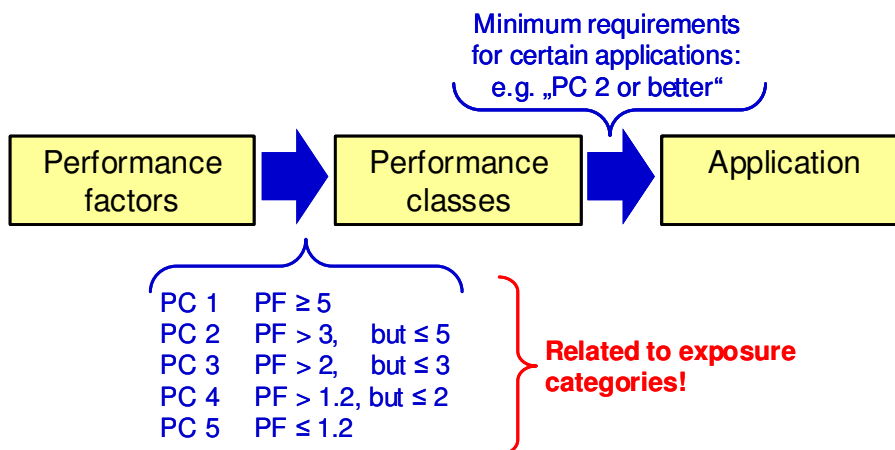 Minimum requirements
for certain applications:
e.g. „PC 2 or better“
Performance
factors
Performance
classes
Application
PC 1 PF ≥ 5
PC 2 PF > 3, but ≤ 5
PC 3 PF > 2, but ≤ 3
PC 4 PF > 1.2, but ≤ 2
PC 5 PF ≤ 1.2
Related to exposure
categories!